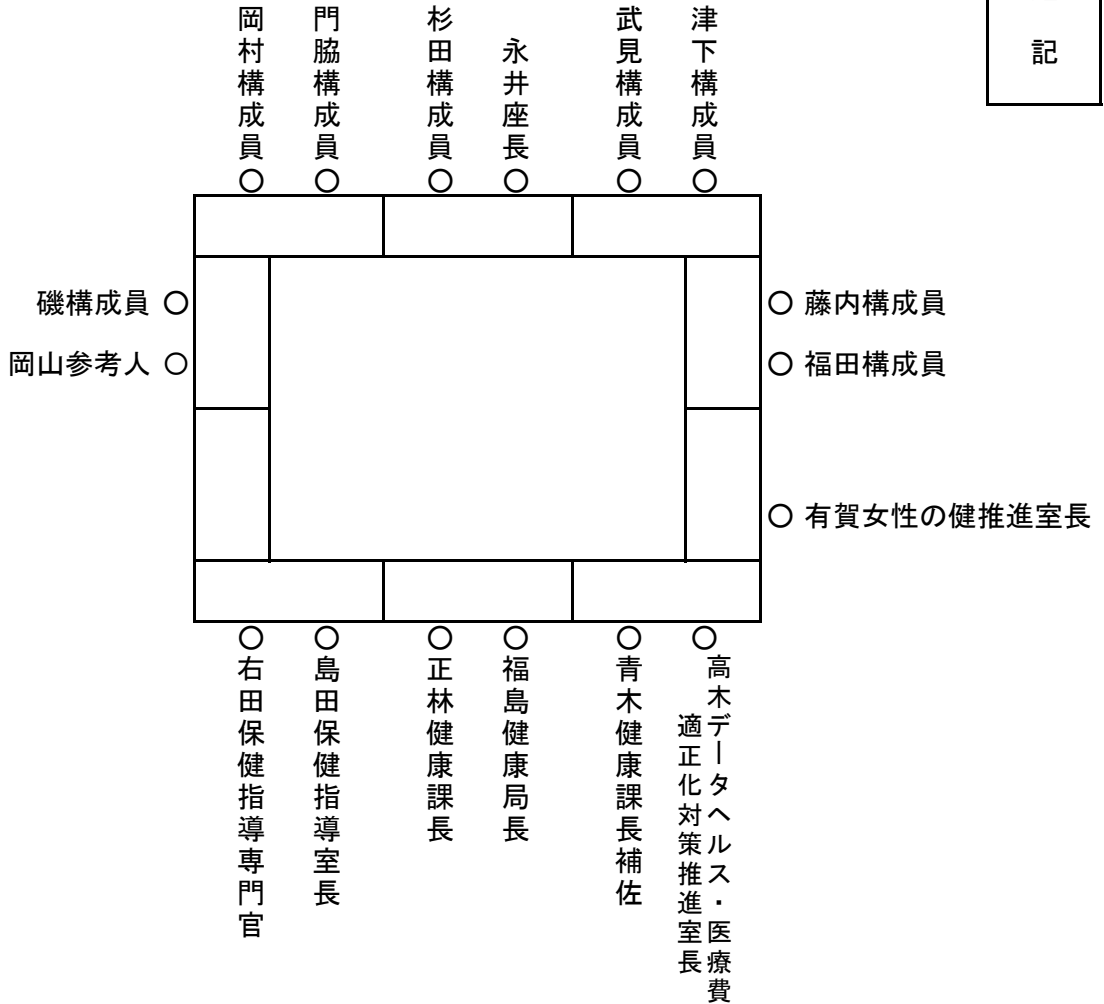 岡村構成員
門脇構成員
杉田構成員
永井座長
武見構成員
津下構成員
記
磯構成員
岡山参考人
藤内構成員
福田構成員
有賀女性の健推進室長
右田保健指導専門官
島田保健指導室長
正林健康課長
福島健康局長
青木健康課長補佐
高木データヘルス・医療費
適正化対策推進室長